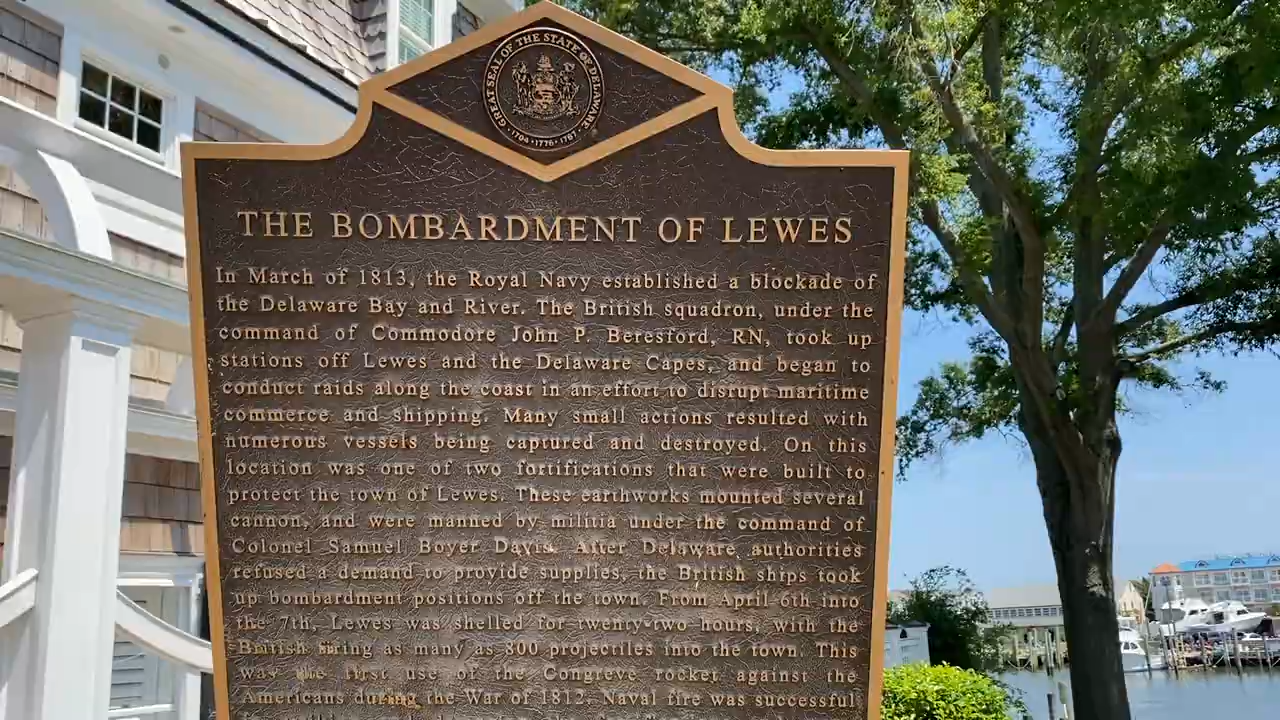 GREAT SEAL OF THE STATE OF DELAWARE
1704 • 1776 • 1787
THE BOMBARDMENT OF LEWES
In March of 1813, the Royal Navy established a blockade of
the Delaware Bay and River. The British squadron, under the
command of Commodore John P. Beresford, RN, took up
stations off Lewes and the Delaware Capes, and began to
conduct raids along the coast in an effort to disrupt maritime
commerce and shipping. Many small actions resulted with
numerous vessels being captured and destroyed. On this
location was one of two fortifications that were built to
protect the town of Lewes. These earthworks mounted several
cannon, and were manned by militia under the command of
Colonel Samuel Boyer Davis. After Delaware authorities
refused a demand to provide supplies, the British ships took
up bombardment positions off the town. From April 6th into
the 7th, Lewes was shelled for twenty-two hours, with the
British firing as many as 800 projectiles into the town. This
was the first use of the Congreve rocket against the
Americans during the War of 1812. Naval fire was successful